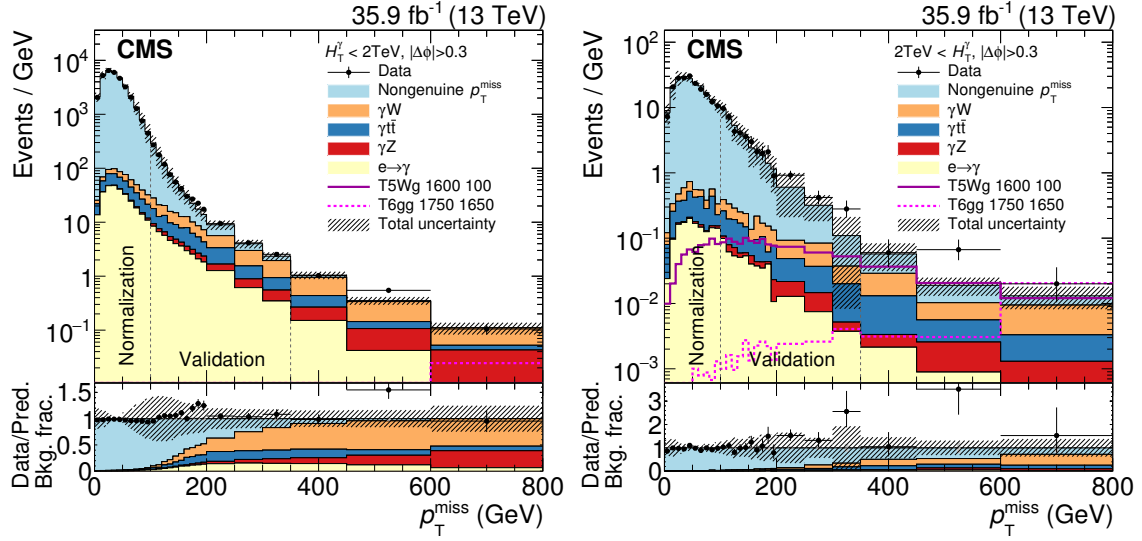 35.9 fb⁻¹ (13 TeV)
CMS
H_T^γ < 2TeV, |Δϕ|>0.3
Data
Nongenuine p_T^miss
γW
γtt̄
γZ
e→γ
T5Wg 1600 100
T6gg 1750 1650
Total uncertainty
Events / GeV
10⁴
10³
10²
10
1
10⁻¹
Normalization
Validation
Data/Pred.
Bkg. frac.
1.5
1
0.5
0
0 200 400 600 800
p_T^miss (GeV)
35.9 fb⁻¹ (13 TeV)
CMS
2TeV < H_T^γ, |Δϕ|>0.3
Data
Nongenuine p_T^miss
γW
γtt̄
γZ
e→γ
T5Wg 1600 100
T6gg 1750 1650
Total uncertainty
Events / GeV
10²
10
1
10⁻¹
10⁻²
10⁻³
Normalization
Validation
Data/Pred.
Bkg. frac.
3
2
1
0
0 200 400 600 800
p_T^miss (GeV)